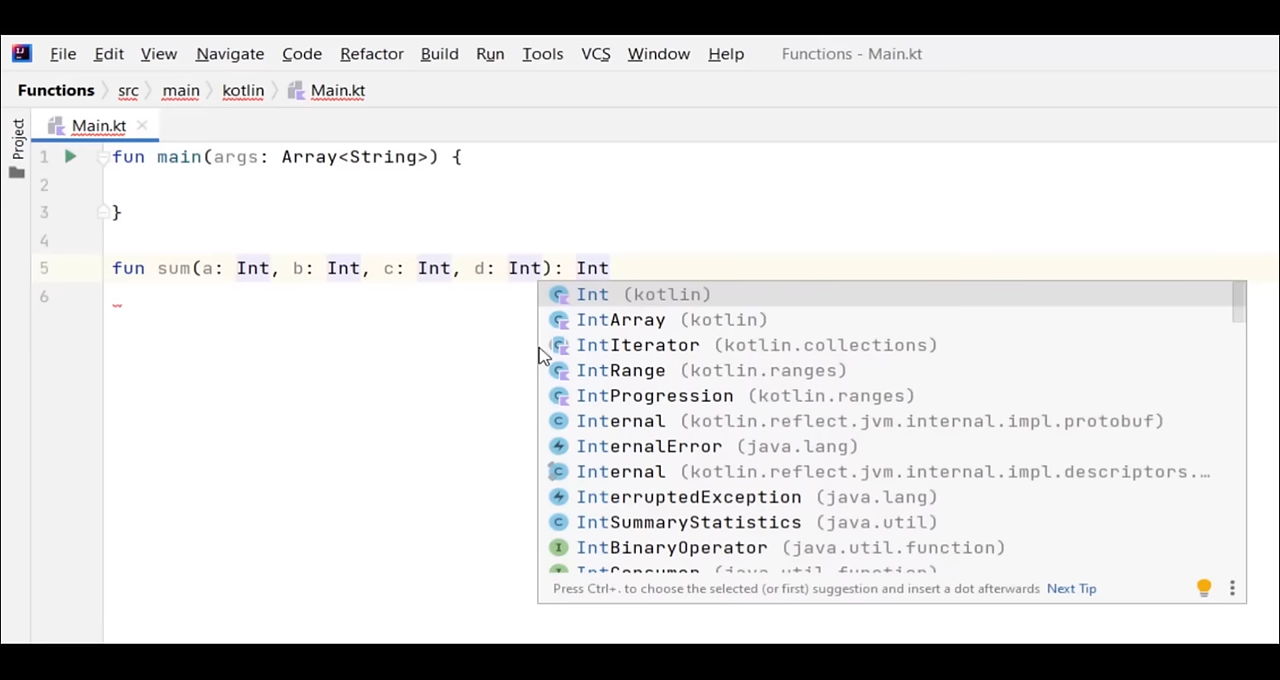 File Edit View Navigate Code Refactor Build Run Tools VCS Window Help Functions - Main.kt
Functions src main kotlin Main.kt
Project
Main.kt
1 fun main(args: Array<String>) {
2
3 }
4
5 fun sum(a: Int, b: Int, c: Int, d: Int): Int
6
Int (kotlin)
IntArray (kotlin)
IntIterator (kotlin.collections)
IntRange (kotlin.ranges)
IntProgression (kotlin.ranges)
Internal (kotlin.reflect.jvm.internal.impl.protobuf)
InternalError (java.lang)
Internal (kotlin.reflect.jvm.internal.impl.descriptors.…
InterruptedException (java.lang)
IntSummaryStatistics (java.util)
IntBinaryOperator (java.util.function)
IntConsumer (java.util.function)
Press Ctrl+. to choose the selected (or first) suggestion and insert a dot afterwards Next Tip